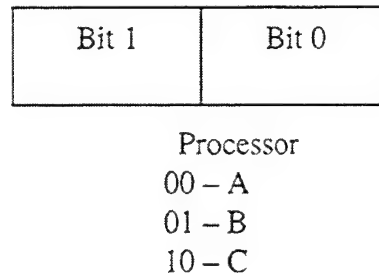 Bit 1 Bit 0
Processor
00 – A
01 – B
10 – C